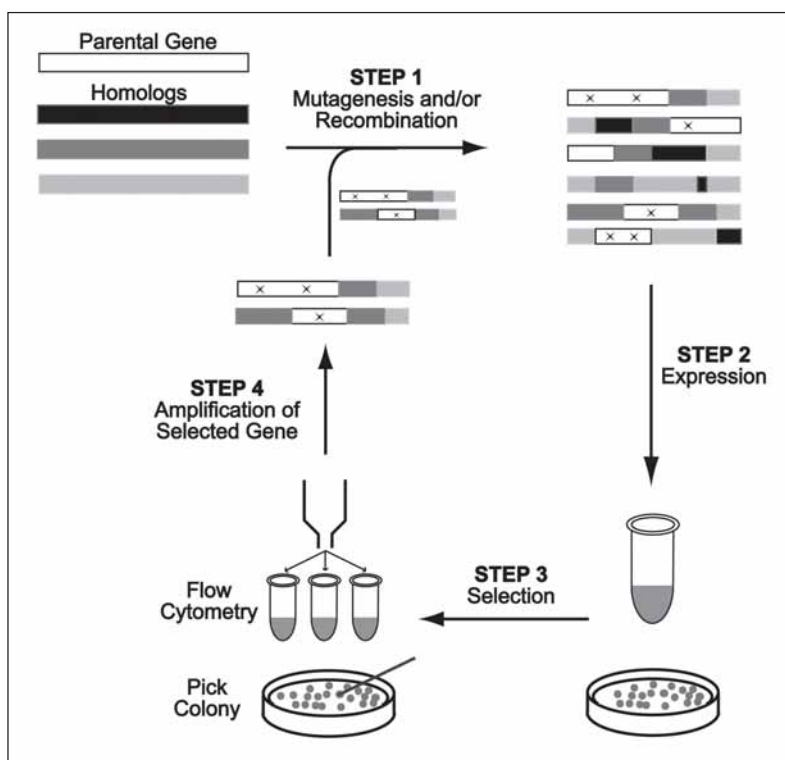 Parental Gene
Homologs
STEP 1
Mutagenesis and/or
Recombination
STEP 2
Expression
STEP 3
Selection
STEP 4
Amplification of
Selected Gene
Flow
Cytometry
Pick
Colony